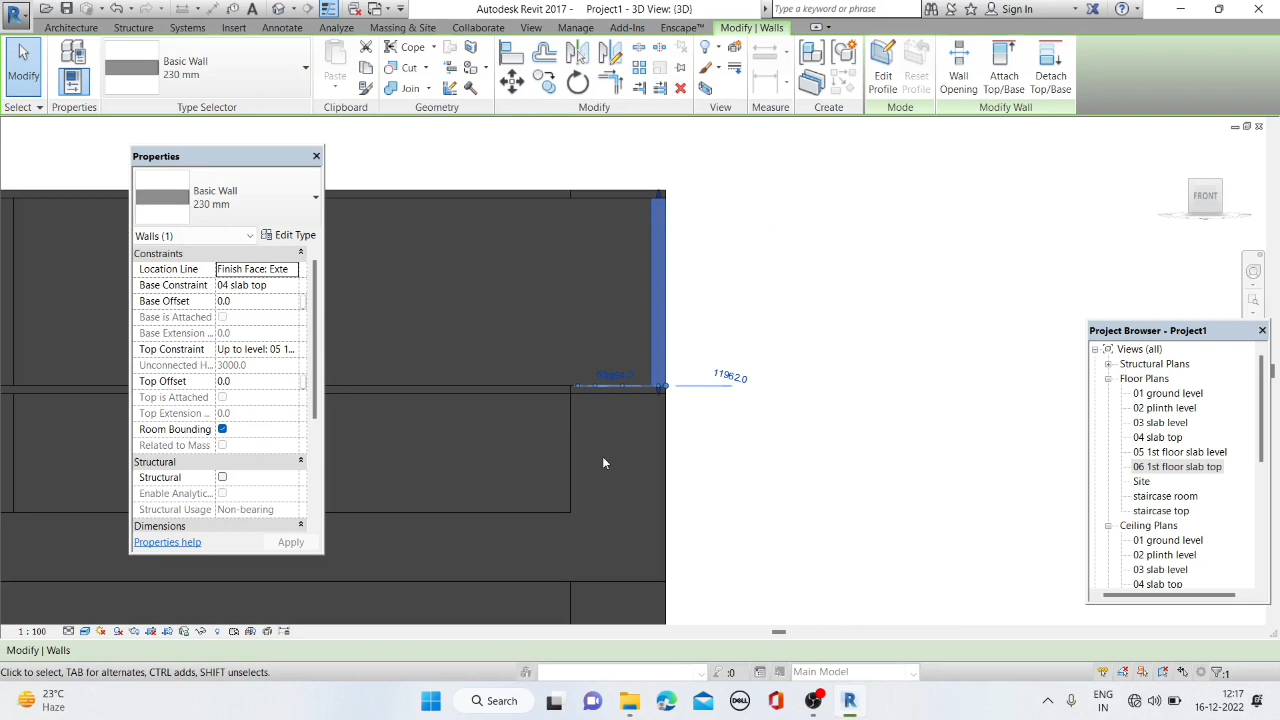 Autodesk Revit 2017 - Project1 - 3D View: {3D}
Type a keyword or phrase
Sign In
Architecture Structure Systems Insert Annotate Analyze Massing & Site Collaborate View Manage Add-Ins Enscape™ Modify | Walls
Modify
Basic Wall
230 mm
Paste
Cope
Cut
Join
Edit Profile
Reset Profile
Wall Opening
Attach Top/Base
Detach Top/Base
Select Properties Type Selector Clipboard Geometry Modify View Measure Create Mode Modify Wall
Properties
Basic Wall
230 mm
Walls (1)
Edit Type
Constraints
Location Line Finish Face: Exte
Base Constraint 04 slab top
Base Offset 0.0
Base is Attached
Base Extension ... 0.0
Top Constraint Up to level: 05 1...
Unconnected H... 3000.0
Top Offset 0.0
Top is Attached
Top Extension ... 0.0
Room Bounding
Related to Mass
Structural
Structural
Enable Analytic...
Structural Usage Non-bearing
Dimensions
Properties help
Apply
11962.0
FRONT
Project Browser - Project1
Views (all)
Structural Plans
Floor Plans
01 ground level
02 plinth level
03 slab level
04 slab top
05 1st floor slab level
06 1st floor slab top
Site
staircase room
staircase top
Ceiling Plans
01 ground level
02 plinth level
03 slab level
04 slab top
1 : 100
Modify | Walls
Click to select, TAB for alternates, CTRL adds, SHIFT unselects.
:0
Main Model
:1
23°C
Haze
Search
ENG
IN
12:17
16-12-2022